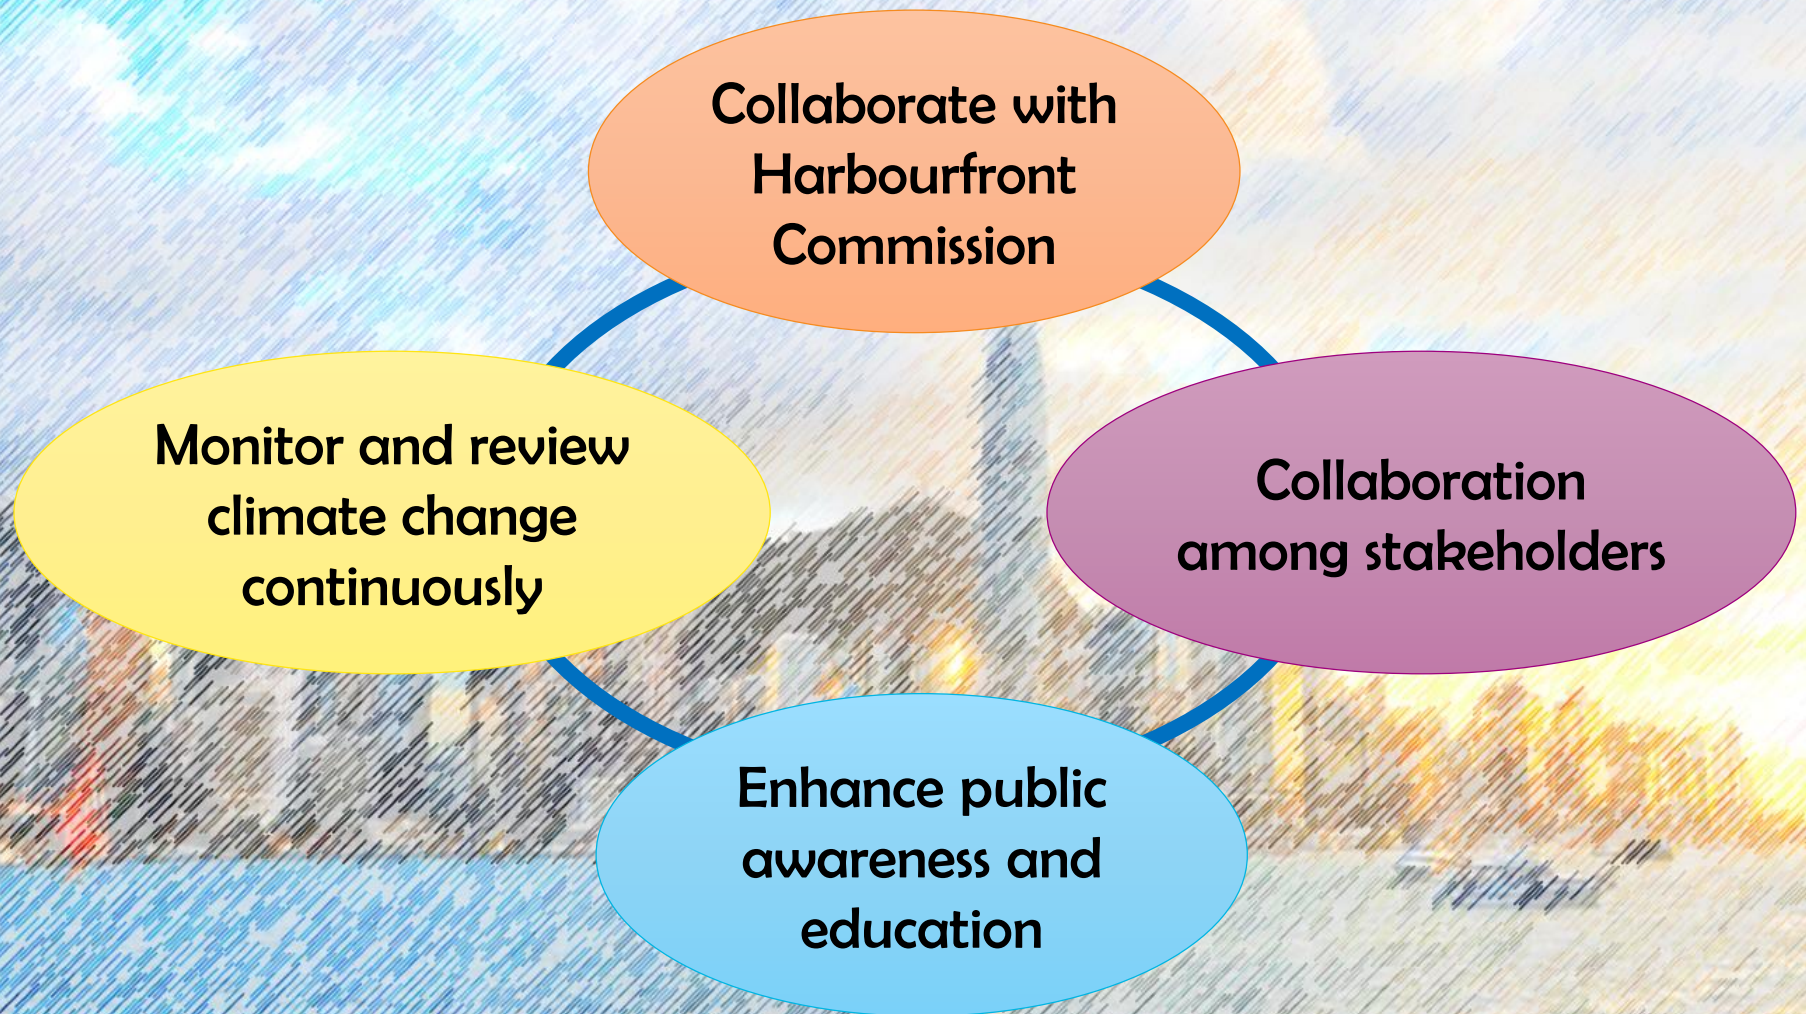 Collaborate with
Harbourfront
Commission
Monitor and review
climate change
continuously
Collaboration
among stakeholders
Enhance public
awareness and
education